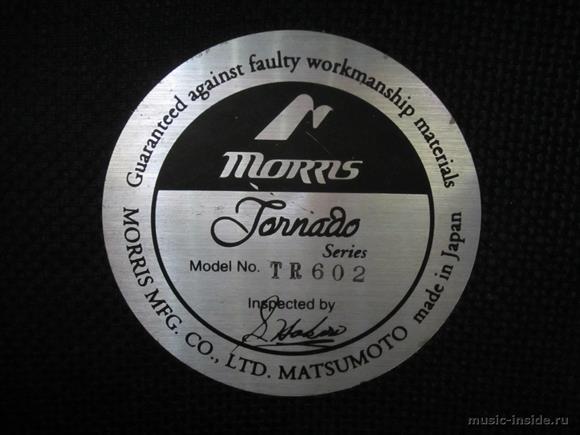 Guaranteed against faulty workmanship materials
MORRIS
Tornado
Series
Model No. TR602
Inspected by
MORRIS MFG. CO., LTD. MATSUMOTO made in Japan
music-inside.ru